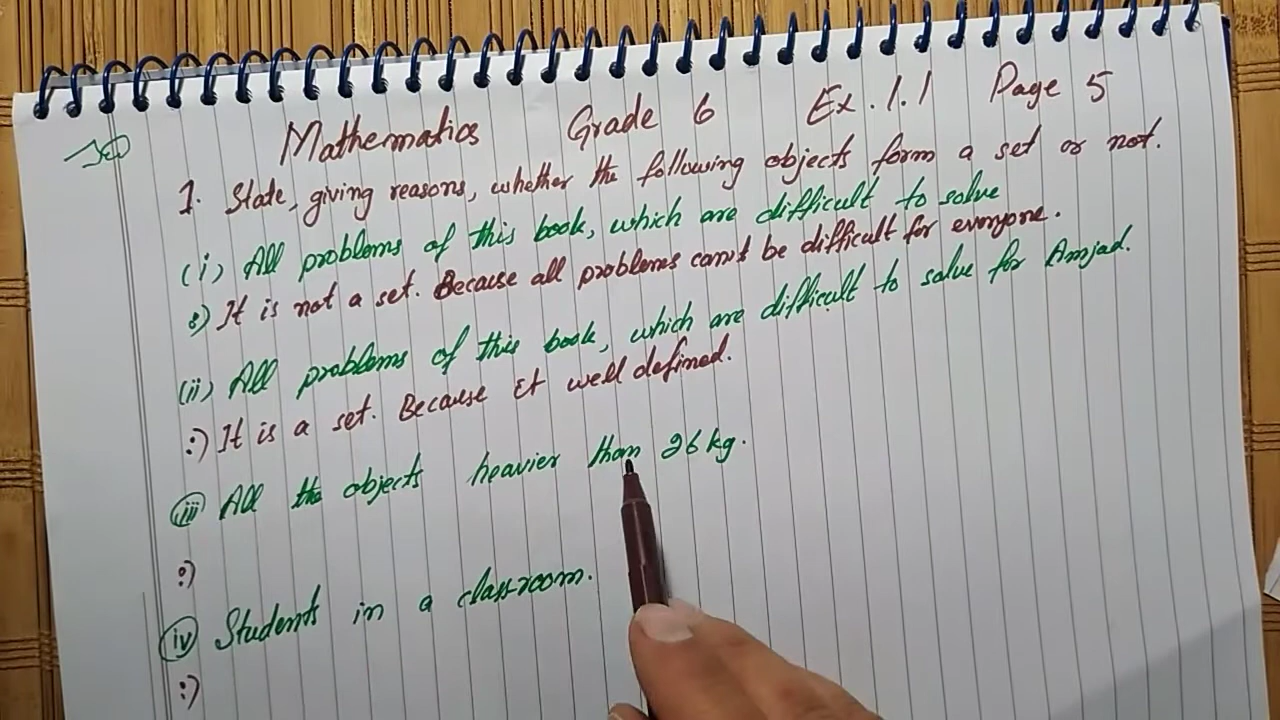 Mathematics Grade 6 Ex. 1.1 Page 5
1. State, giving reasons, whether the following objects form a set or not.
(i) All problems of this book, which are difficult to solve
:) It is not a set. Because all problems can't be difficult for everyone.
(ii) All problems of this book, which are difficult to solve for Amjad.
:) It is a set. Because it well defined.
(iii) All the objects heavier than 26 kg.
:)
(iv) Students in a classroom.
:)